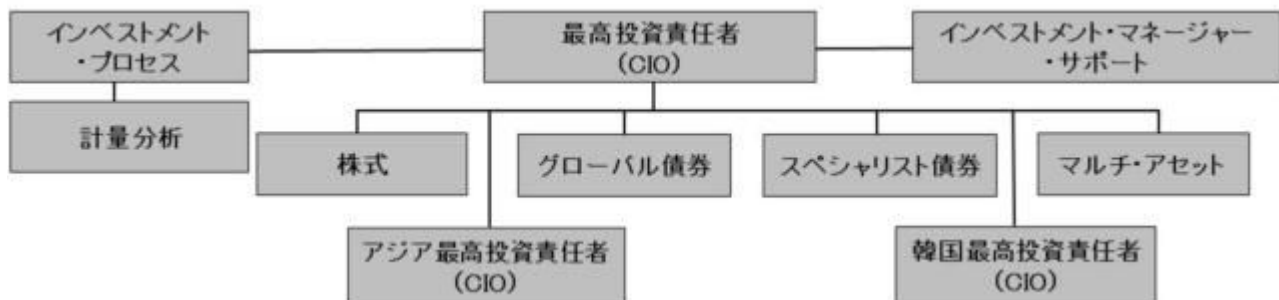 インベストメント
・プロセス
最高投資責任者
(CIO)
インベストメント・マネージャー
・サポート
計量分析
株式
グローバル債券
スペシャリスト債券
マルチ・アセット
アジア最高投資責任者
(CIO)
韓国最高投資責任者
(CIO)